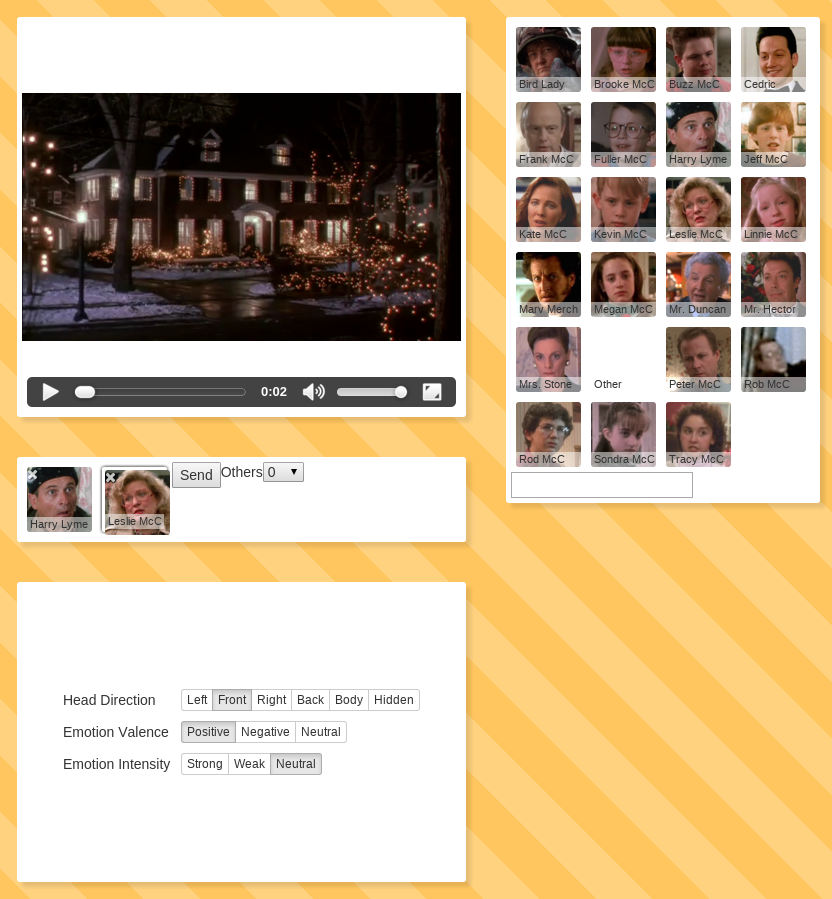 0:02
Harry Lyme
Leslie McC
Send
Others
0
Head Direction
Left
Front
Right
Back
Body
Hidden
Emotion Valence
Positive
Negative
Neutral
Emotion Intensity
Strong
Weak
Neutral
Bird Lady
Brooke McC
Buzz McC
Cedric
Frank McC
Fuller McC
Harry Lyme
Jeff McC
Kate McC
Kevin McC
Leslie McC
Linnie McC
Marv Merch
Megan McC
Mr. Duncan
Mr. Hector
Mrs. Stone
Other
Peter McC
Rob McC
Rod McC
Sondra McC
Tracy McC